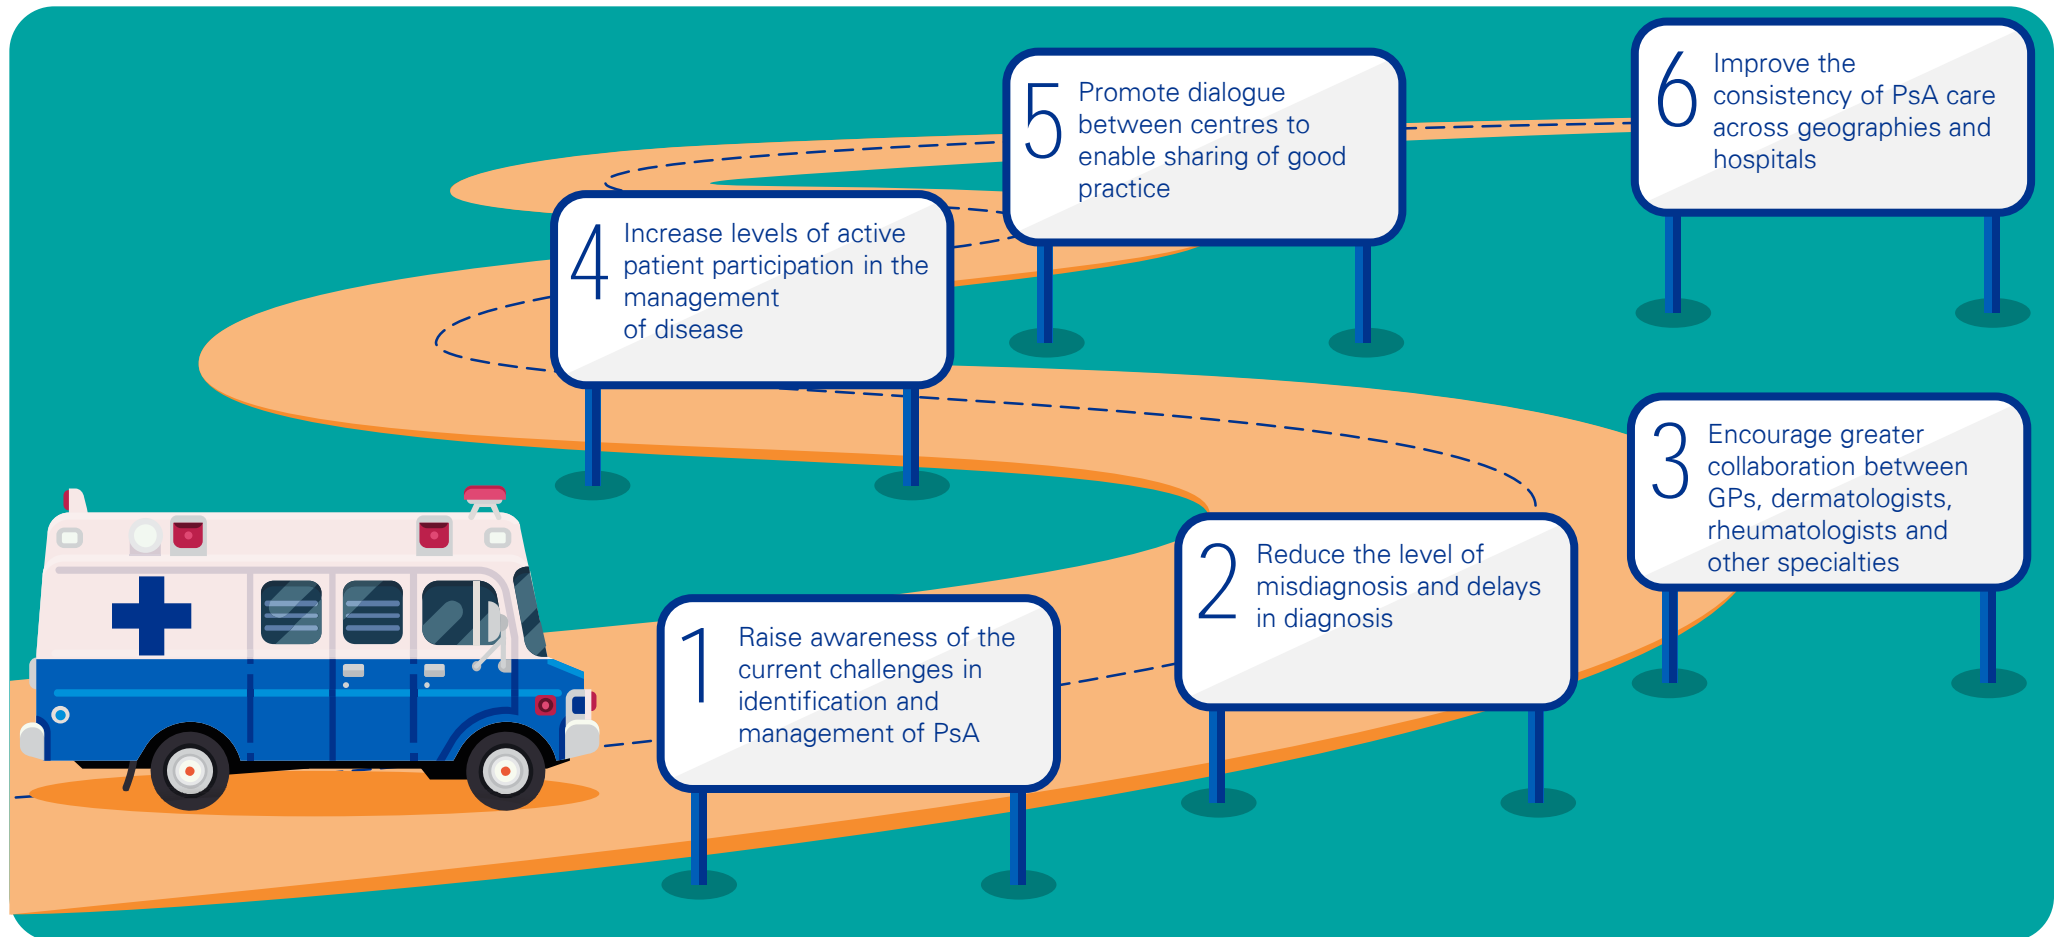 1
Raise awareness of the
current challenges in
identification and
management of PsA
2
Reduce the level of
misdiagnosis and delays
in diagnosis
3
Encourage greater
collaboration between
GPs, dermatologists,
rheumatologists and
other specialties
4
Increase levels of active
patient participation in the
management
of disease
5
Promote dialogue
between centres to
enable sharing of good
practice
6
Improve the
consistency of PsA care
across geographies and
hospitals